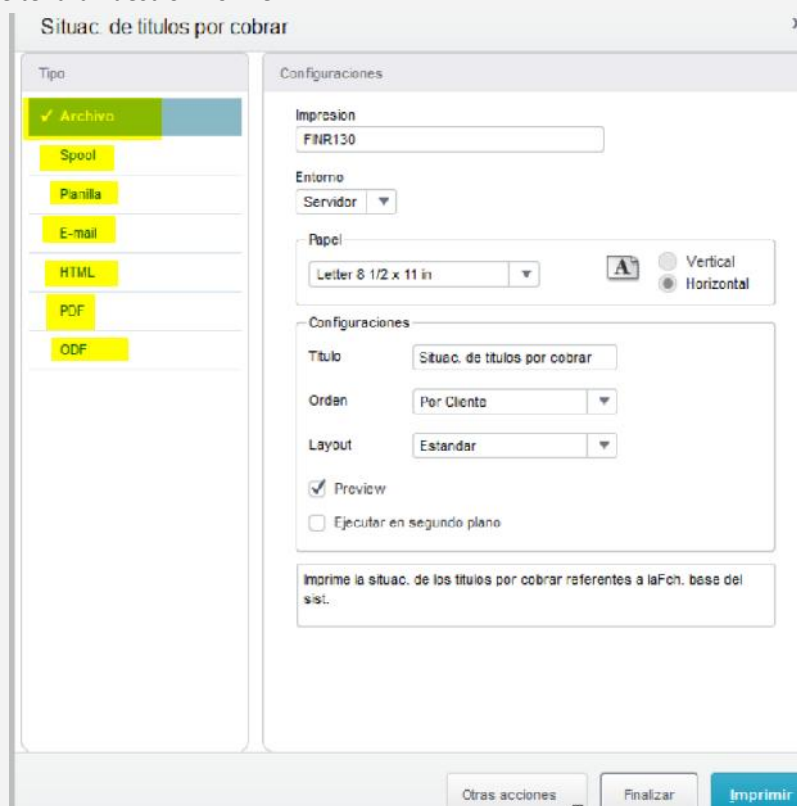 Situac. de titulos por cobrar
Tipo
✓ Archivo
Spool
Planilla
E-mail
HTML
PDF
ODF
Configuraciones
Impresion
FINR130
Entorno
Servidor
Papel
Letter 8 1/2 x 11 in
A
Vertical
Horizontal
Configuraciones
Título
Situac. de titulos por cobrar
Orden
Por Cliente
Layout
Estandar
Preview
Ejecutar en segundo plano
Imprime la situac. de los titulos por cobrar referentes a laFch. base del
sist.
Otras acciones
Finalizar
Imprimir